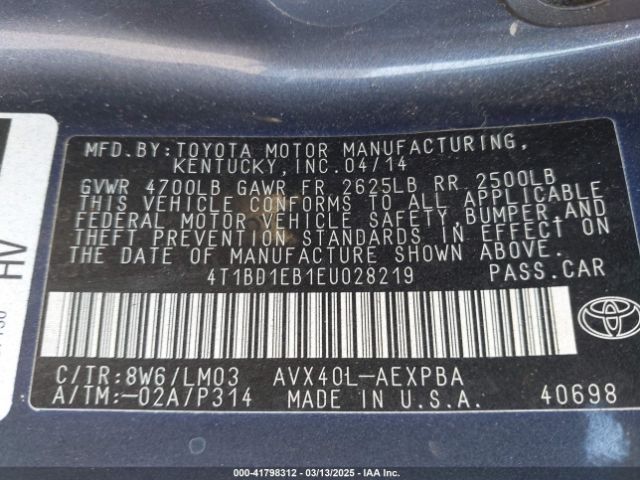 MFD.BY:TOYOTA MOTOR MANUFACTURING,
KENTUCKY,INC.04/14
GVWR 4700LB GAWR FR 2625LB RR 2500LB
THIS VEHICLE CONFORMS TO ALL APPLICABLE
FEDERAL MOTOR VEHICLE SAFETY,BUMPER,AND
THEFT PREVENTION STANDARDS IN EFFECT ON
THE DATE OF MANUFACTURE SHOWN ABOVE.
4T1BD1EB1EU028219 PASS.CAR
C/TR:8W6/LM03 AVX40L-AEXPBA
A/TM:-02A/P314 MADE IN U.S.A. 40698
TOYOTA
HV
000-41798312 / 03/13/2025 / IAA Holdings, LLC.